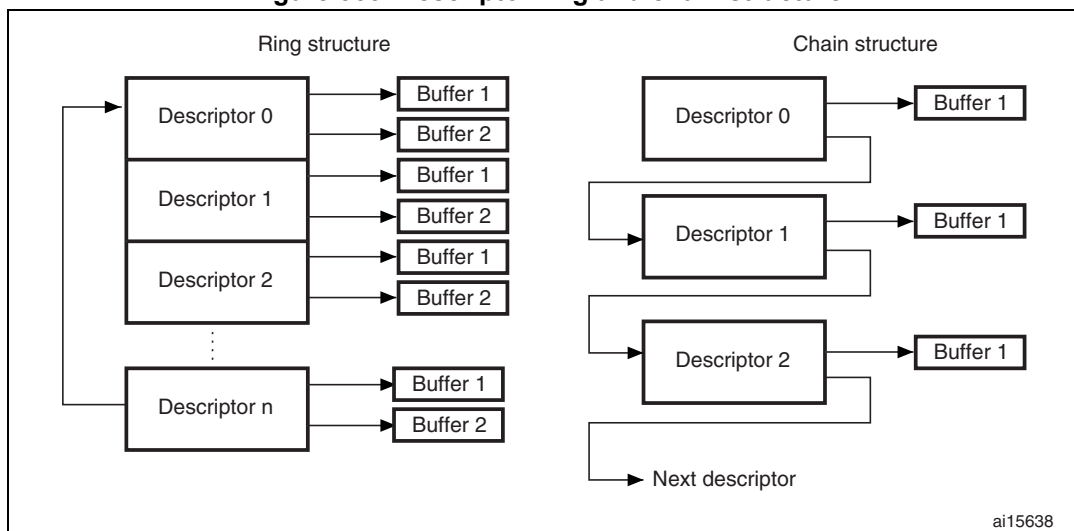 Ring structure
Descriptor 0
Buffer 1
Buffer 2
Descriptor 1
Buffer 1
Buffer 2
Descriptor 2
Buffer 1
Buffer 2
Descriptor n
Buffer 1
Buffer 2
Chain structure
Descriptor 0
Buffer 1
Descriptor 1
Buffer 1
Descriptor 2
Buffer 1
Next descriptor
ai15638